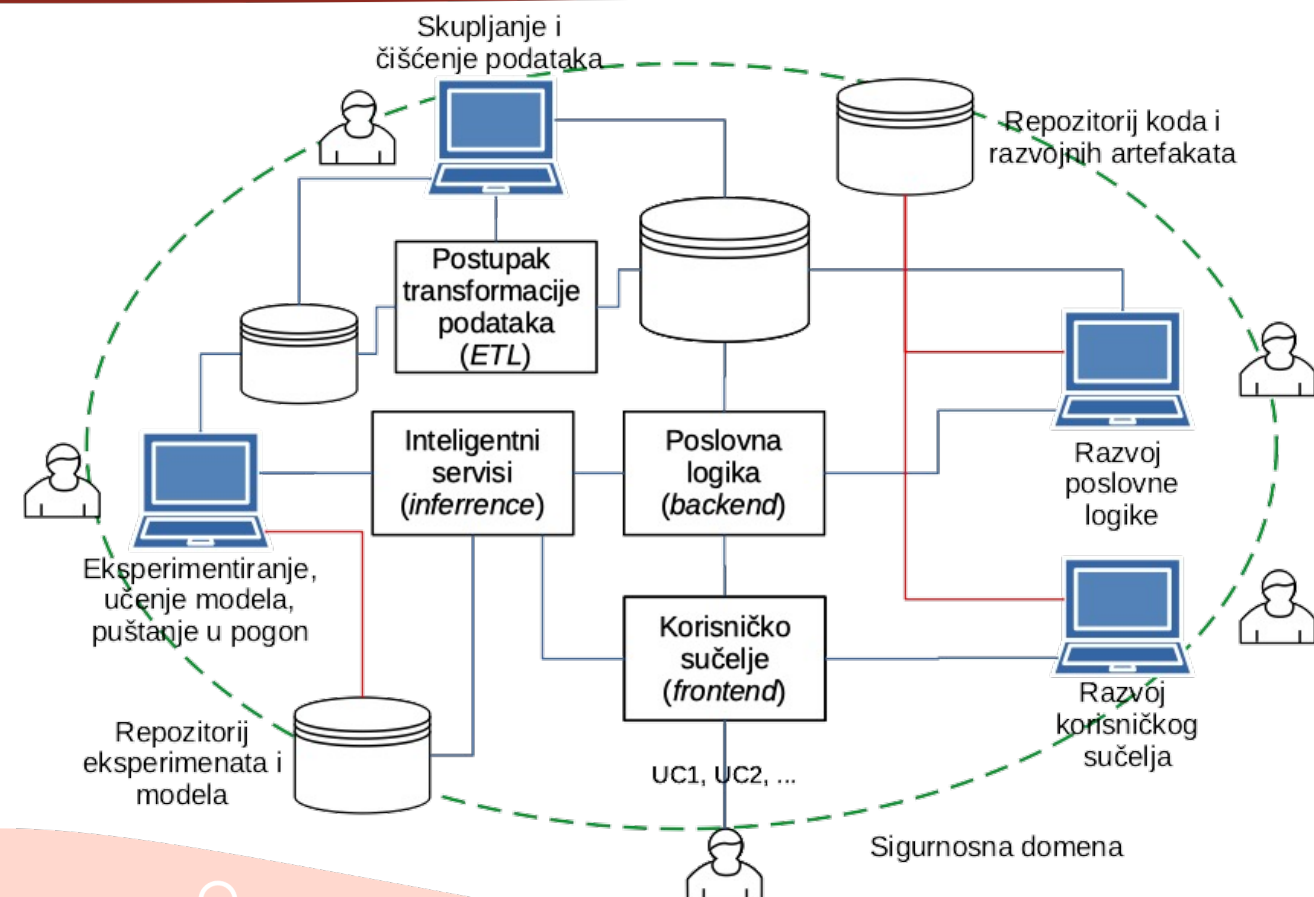 Skupljanje i
čišćenje podataka
Repozitorij koda i
razvojnih artefakata
Postupak
transformacije
podataka
(ETL)
Inteligentni
servisi
(inferrence)
Poslovna
logika
(backend)
Razvoj
poslovne
logike
Eksperimentiranje,
učenje modela,
puštanje u pogon
Korisničko
sučelje
(frontend)
Razvoj
korisničkog
sučelja
Repozitorij
eksperimenata i
modela
UC1, UC2, ...
Sigurnosna domena